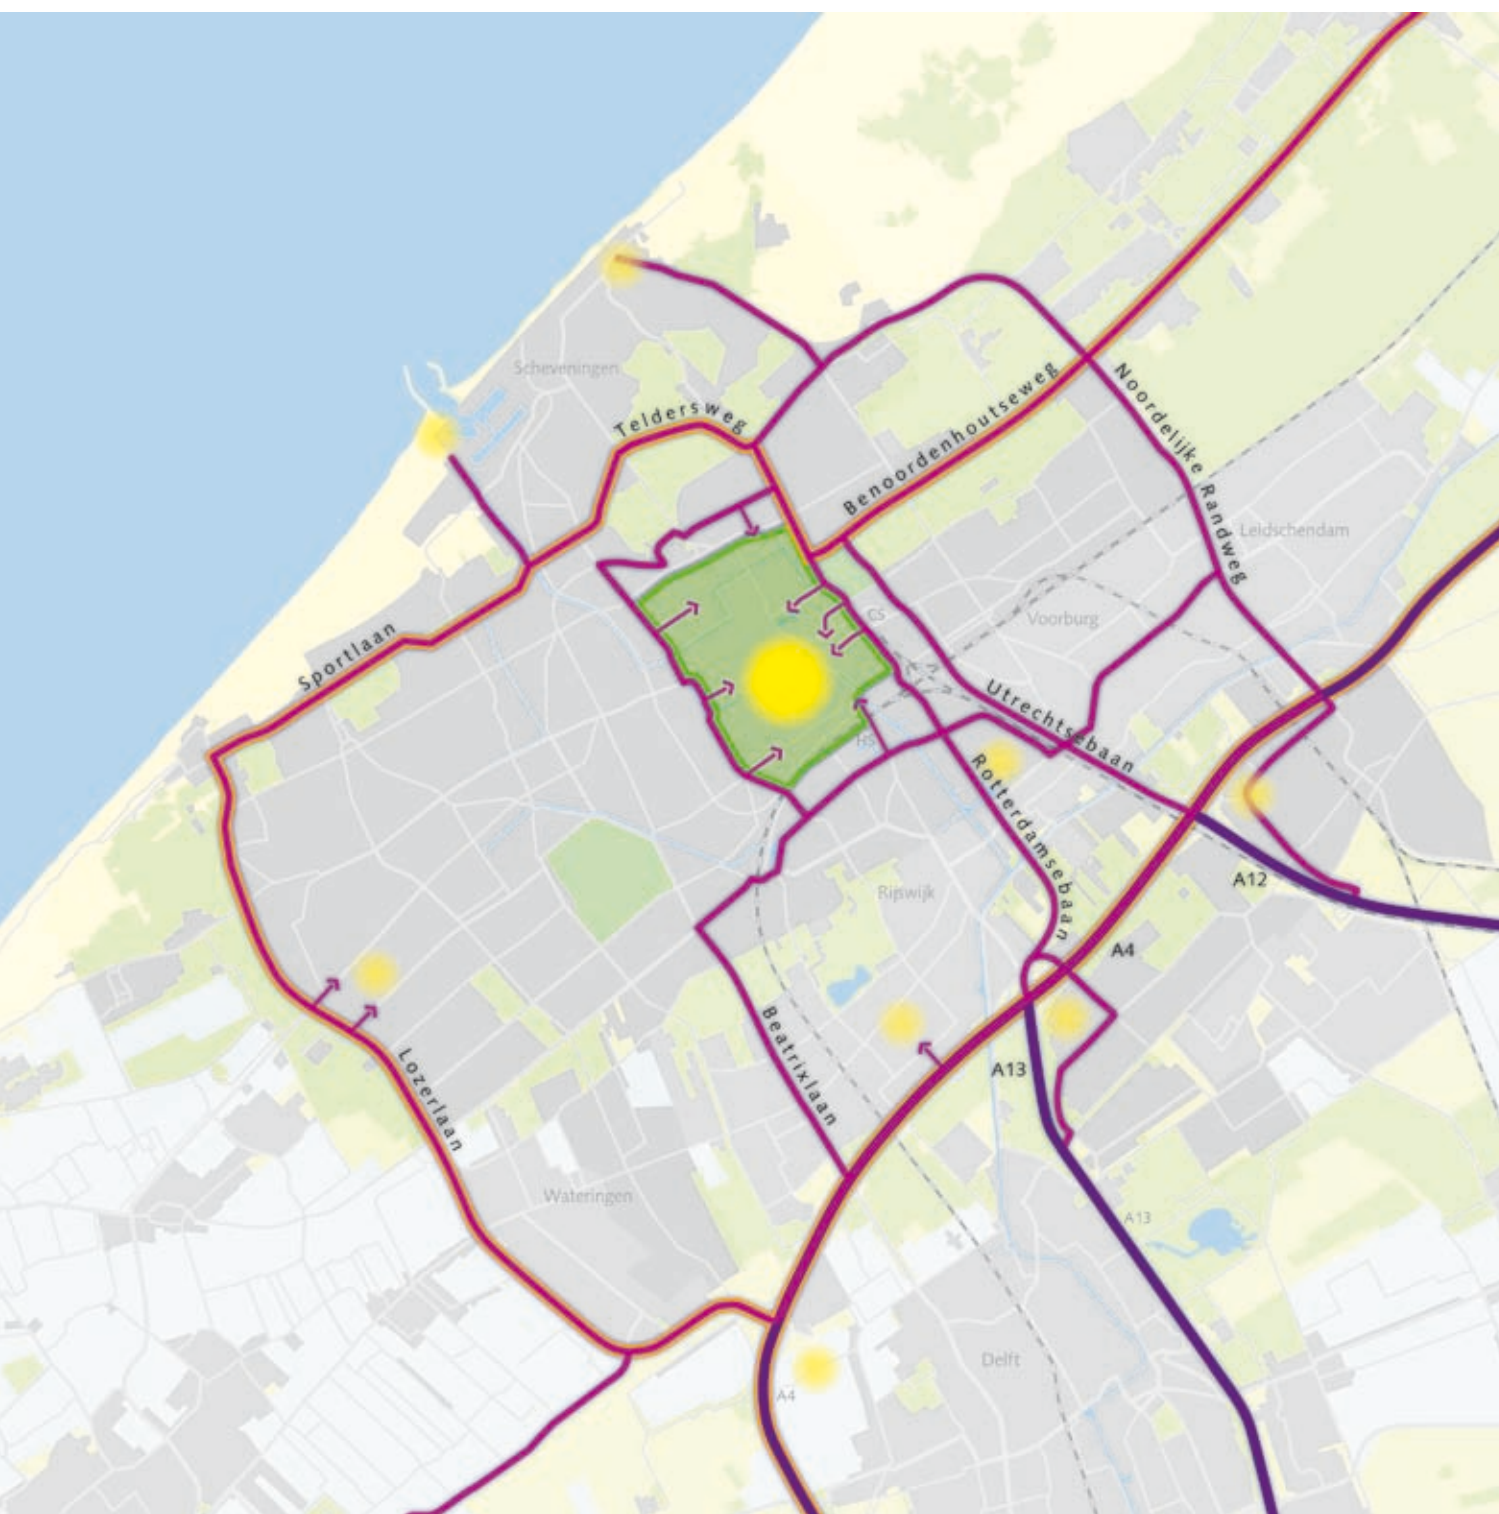 Scheveningen
Teldersweg
Benoordenhoutseweg
Noordelijke Randweg
Leidschendam
CS
Voorburg
Sportlaan
Utrechtsebaan
HS
Rotterdamsebaan
A12
Rijswijk
A4
Beatrixlaan
A13
Lozerlaan
Wateringen
A13
Delft
A4